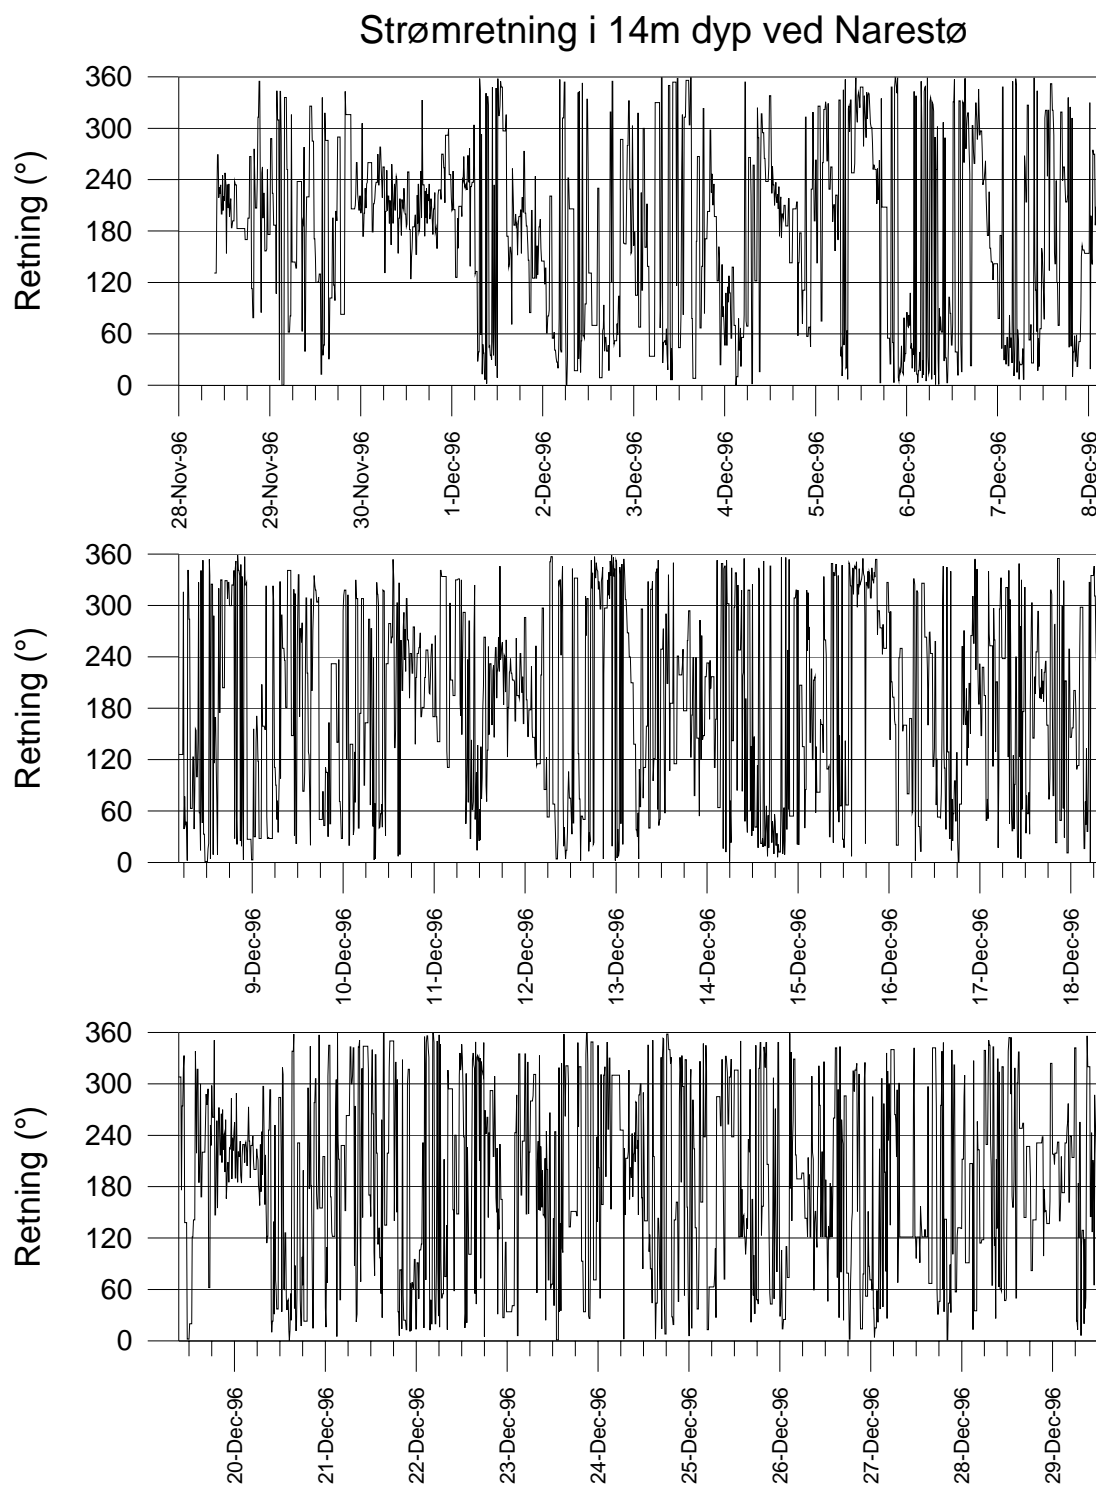 Strømretning i 14m dyp ved Narestø
Retning (°)
360
300
240
180
120
60
0
28-Nov-96
29-Nov-96
30-Nov-96
1-Dec-96
2-Dec-96
3-Dec-96
4-Dec-96
5-Dec-96
6-Dec-96
7-Dec-96
8-Dec-96
Retning (°)
360
300
240
180
120
60
0
9-Dec-96
10-Dec-96
11-Dec-96
12-Dec-96
13-Dec-96
14-Dec-96
15-Dec-96
16-Dec-96
17-Dec-96
18-Dec-96
Retning (°)
360
300
240
180
120
60
0
20-Dec-96
21-Dec-96
22-Dec-96
23-Dec-96
24-Dec-96
25-Dec-96
26-Dec-96
27-Dec-96
28-Dec-96
29-Dec-96